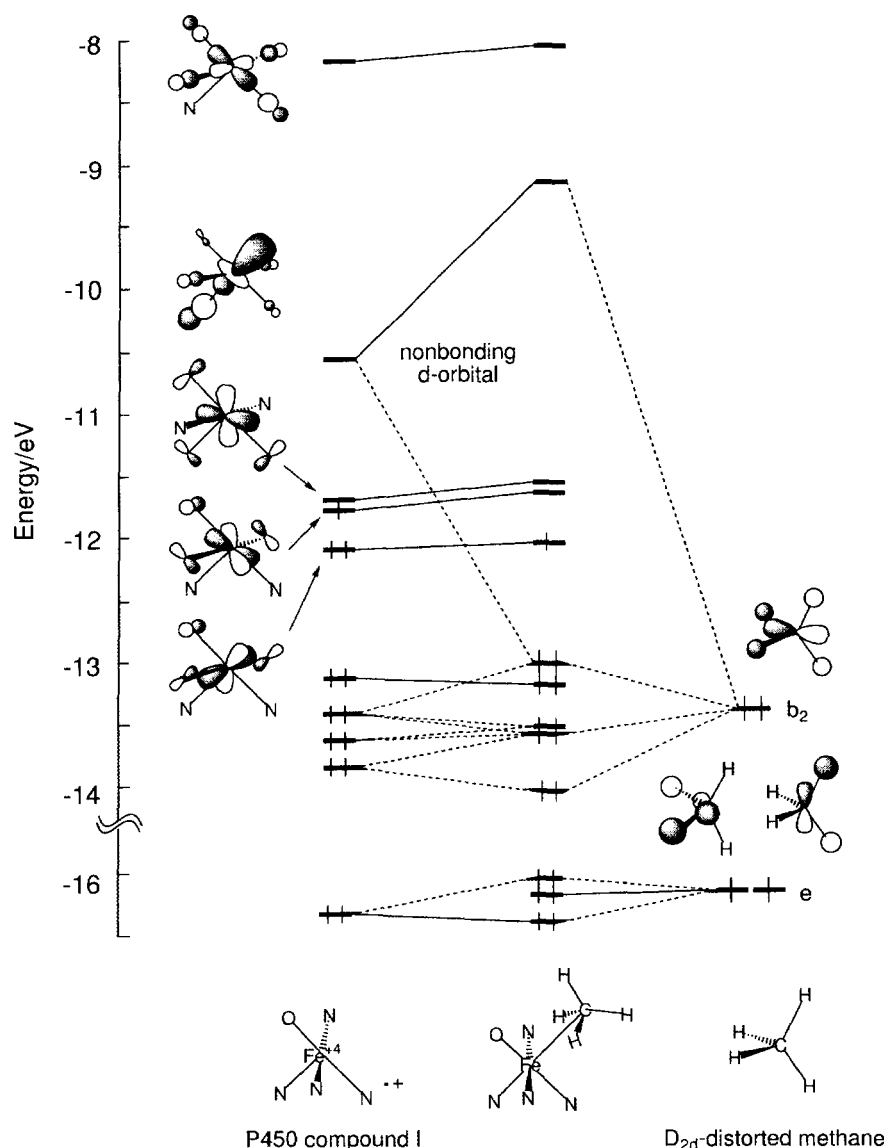 -8
N
-9
-10
nonbonding
d-orbital
N
N
-11
Energy/eV
N
N
-12
N
N
-13
b2
H
H
H
H
-14
-16
e
O
N
Fe+4
N
N
N
·+
H
H
C
H
H
O
N
Fe
N
N
N
H
H
C
H
H
P450 compound I
D2d-distorted methane